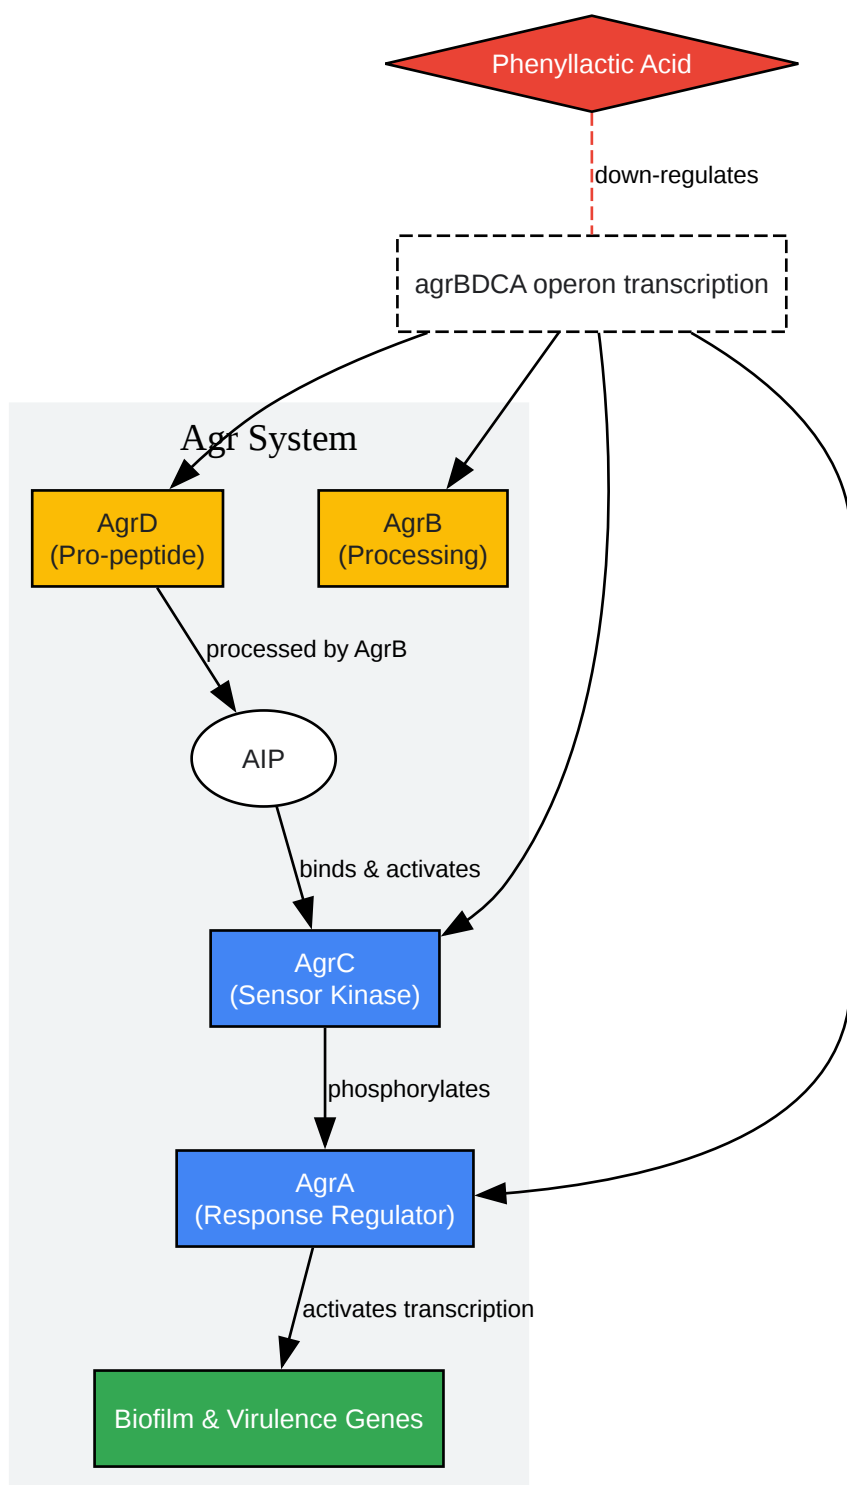 Phenyllactic Acid
down-regulates
agrBDCA operon transcription
Agr System
AgrD
(Pro-peptide)
AgrB
(Processing)
processed by AgrB
AIP
binds & activates
AgrC
(Sensor Kinase)
phosphorylates
AgrA
(Response Regulator)
activates transcription
Biofilm & Virulence Genes